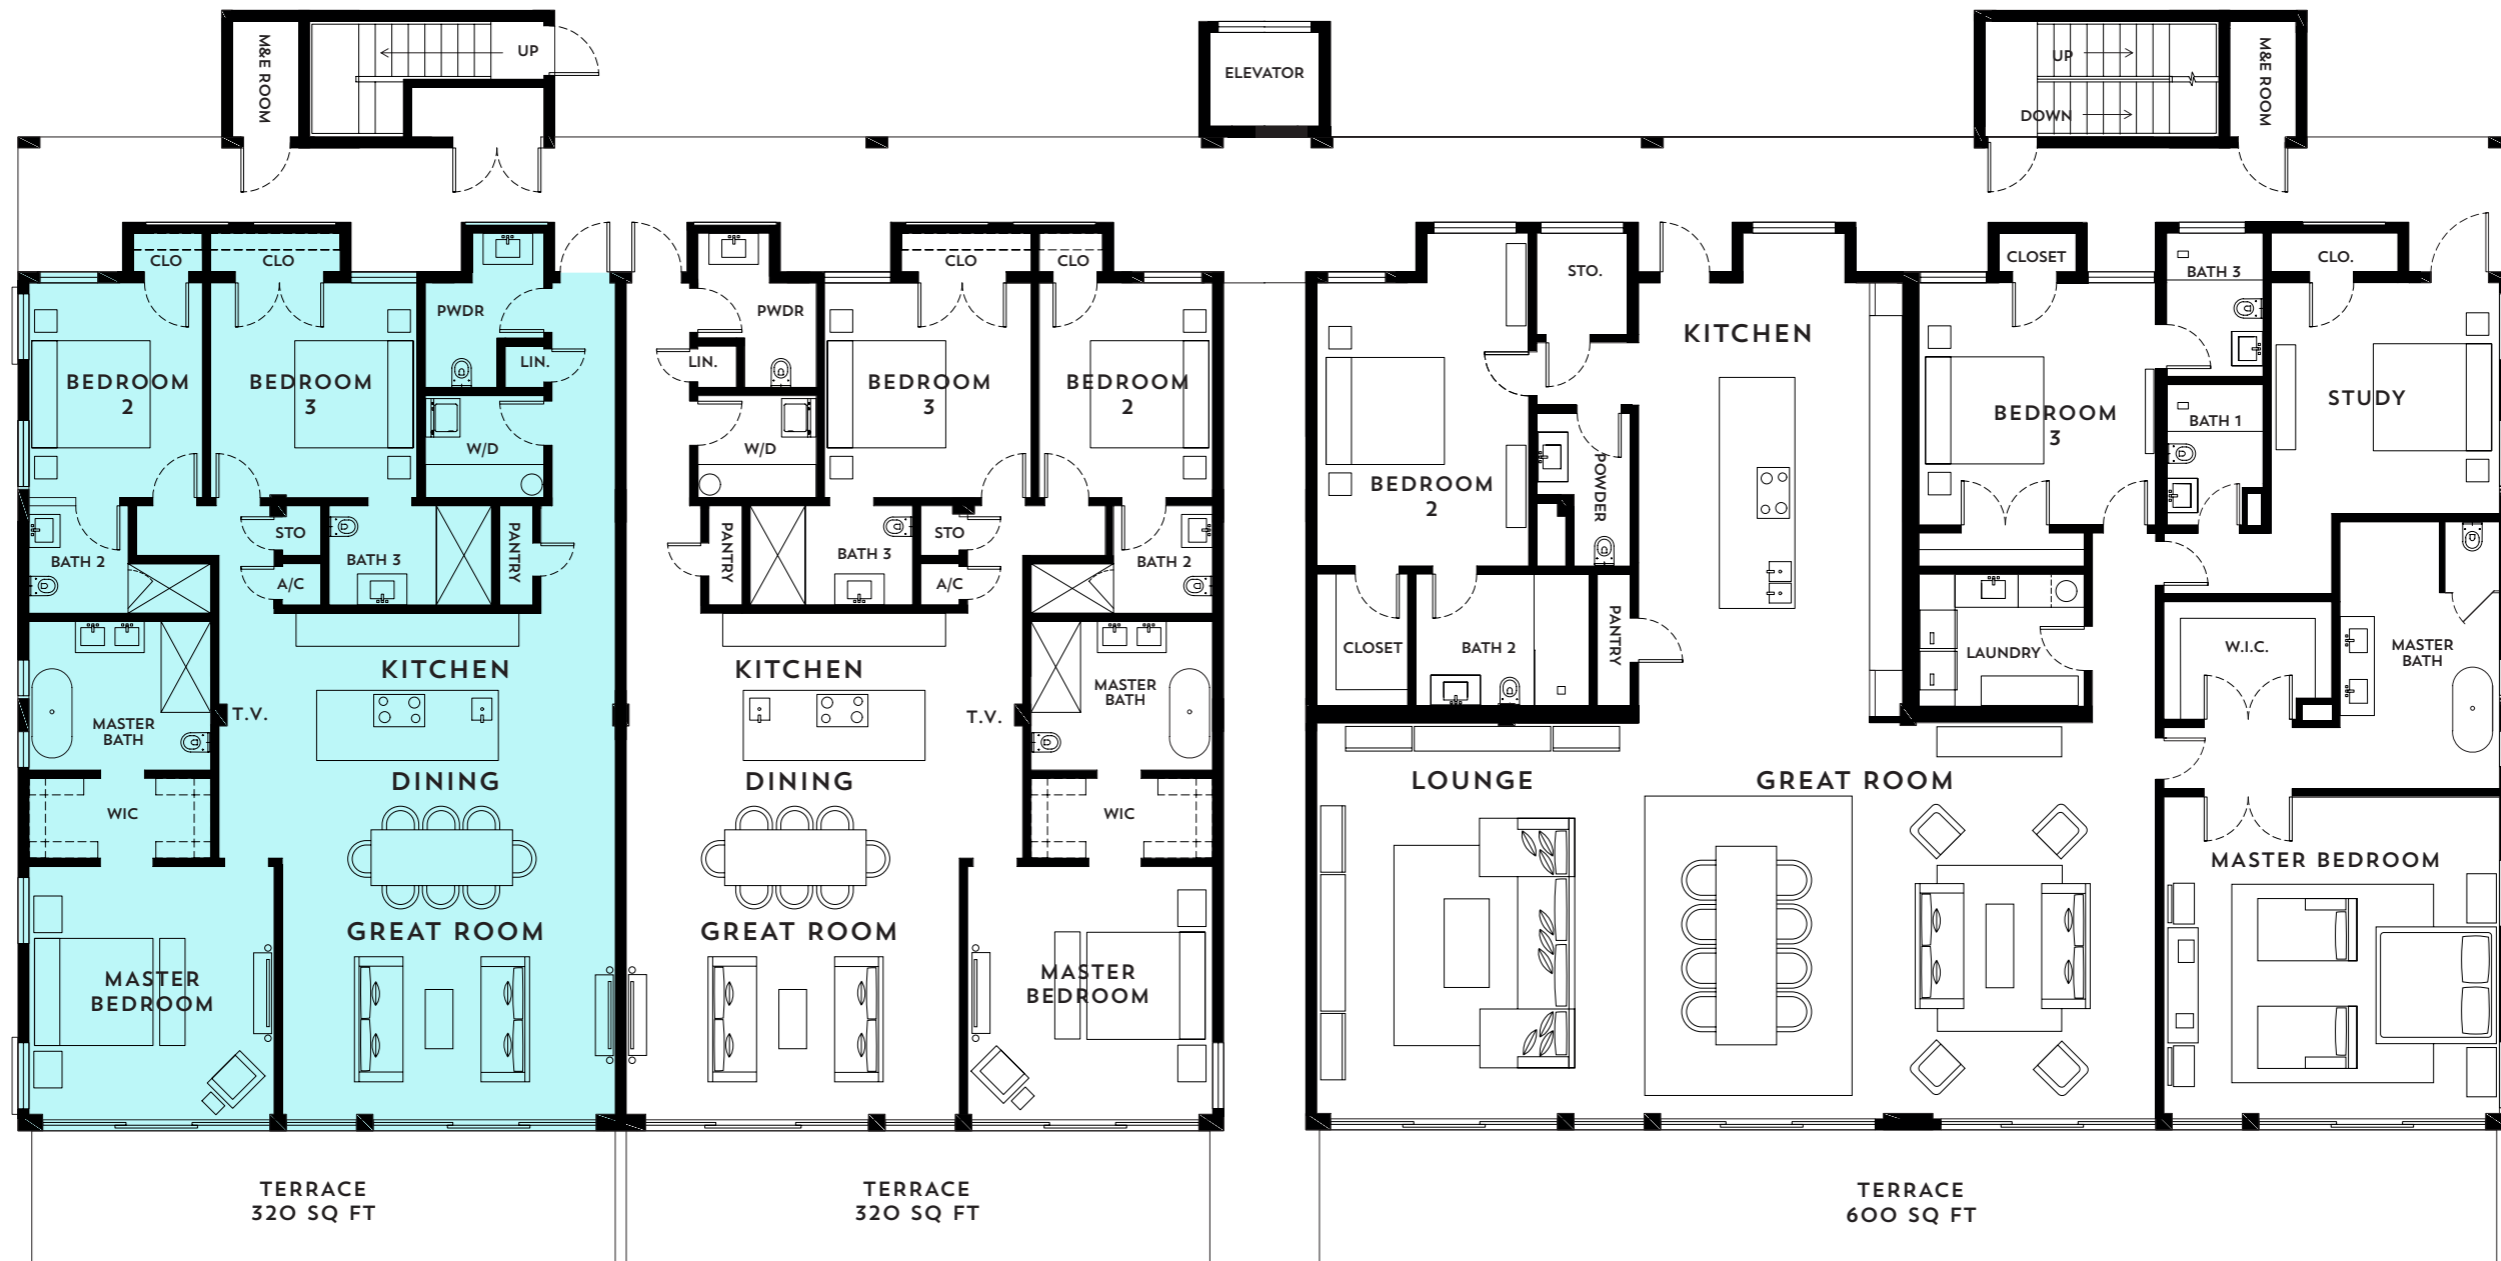 M&E ROOM
UP
ELEVATOR
UP
DOWN
M&E ROOM
CLO
CLO
PWDR
LIN.
BEDROOM
2
BEDROOM
3
W/D
BATH 2
STO
A/C
BATH 3
PANTRY
KITCHEN
T.V.
MASTER
BATH
DINING
WIC
GREAT ROOM
MASTER
BEDROOM
TERRACE
320 SQ FT
PWDR
CLO
CLO
LIN.
BEDROOM
3
BEDROOM
2
W/D
PANTRY
BATH 3
STO
A/C
BATH 2
KITCHEN
T.V.
MASTER
BATH
DINING
WIC
GREAT ROOM
MASTER
BEDROOM
TERRACE
320 SQ FT
STO.
KITCHEN
CLOSET
BATH 3
CLO.
BEDROOM
2
POWDER
BEDROOM
3
BATH 1
STUDY
CLOSET
BATH 2
PANTRY
LAUNDRY
W.I.C.
MASTER
BATH
LOUNGE
GREAT ROOM
MASTER BEDROOM
TERRACE
600 SQ FT